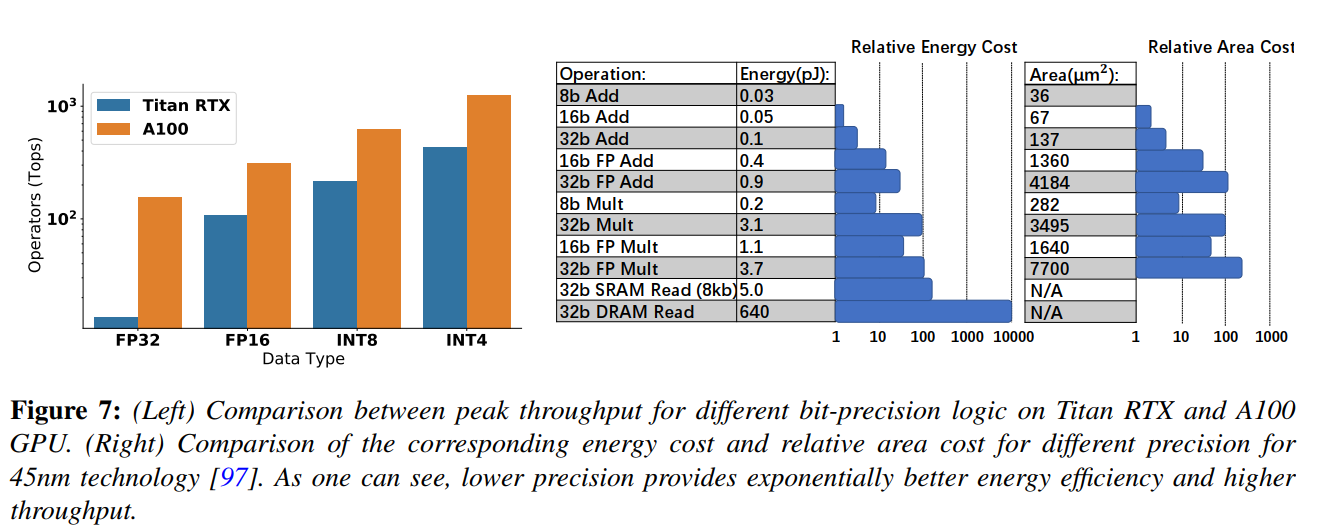 Relative Energy Cost
Relative Area Cost
Operators (Tops)
10³
10²
Titan RTX
A100
FP32 FP16 INT8 INT4
Data Type
Operation: Energy(pJ):
8b Add 0.03
16b Add 0.05
32b Add 0.1
16b FP Add 0.4
32b FP Add 0.9
8b Mult 0.2
32b Mult 3.1
16b FP Mult 1.1
32b FP Mult 3.7
32b SRAM Read (8kb) 5.0
32b DRAM Read 640
1 10 100 1000 10000
Area(μm²):
36
67
137
1360
4184
282
3495
1640
7700
N/A
N/A
1 10 100 1000
Figure 7: (Left) Comparison between peak throughput for different bit-precision logic on Titan RTX and A100
GPU. (Right) Comparison of the corresponding energy cost and relative area cost for different precision for
45nm technology [97]. As one can see, lower precision provides exponentially better energy efficiency and higher
throughput.